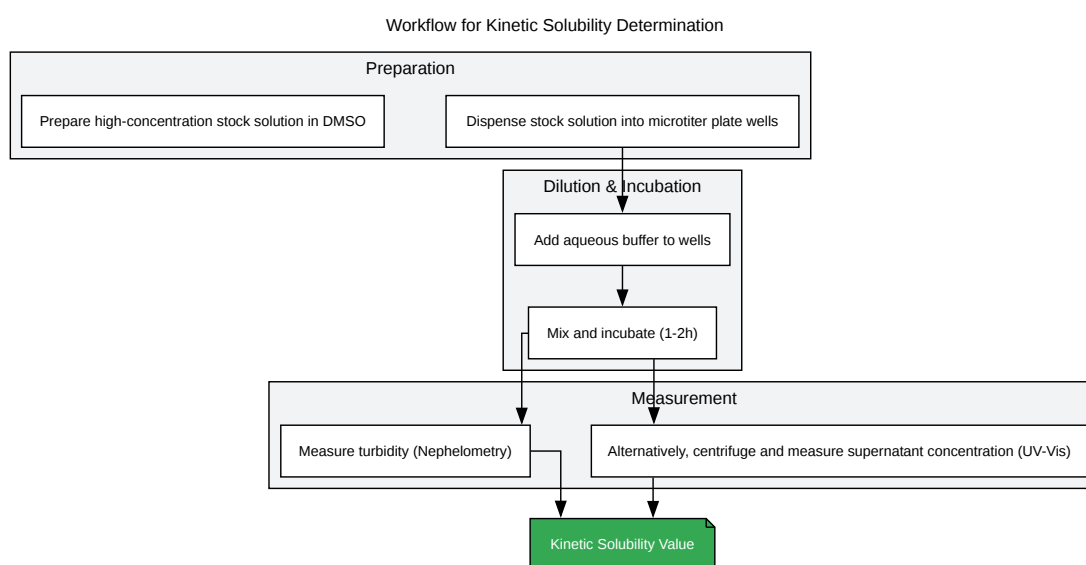 Workflow for Kinetic Solubility Determination
Preparation
Prepare high-concentration stock solution in DMSO
Dispense stock solution into microtiter plate wells
Dilution & Incubation
Add aqueous buffer to wells
Mix and incubate (1-2h)
Measurement
Measure turbidity (Nephelometry)
Alternatively, centrifuge and measure supernatant concentration (UV-Vis)
Kinetic Solubility Value